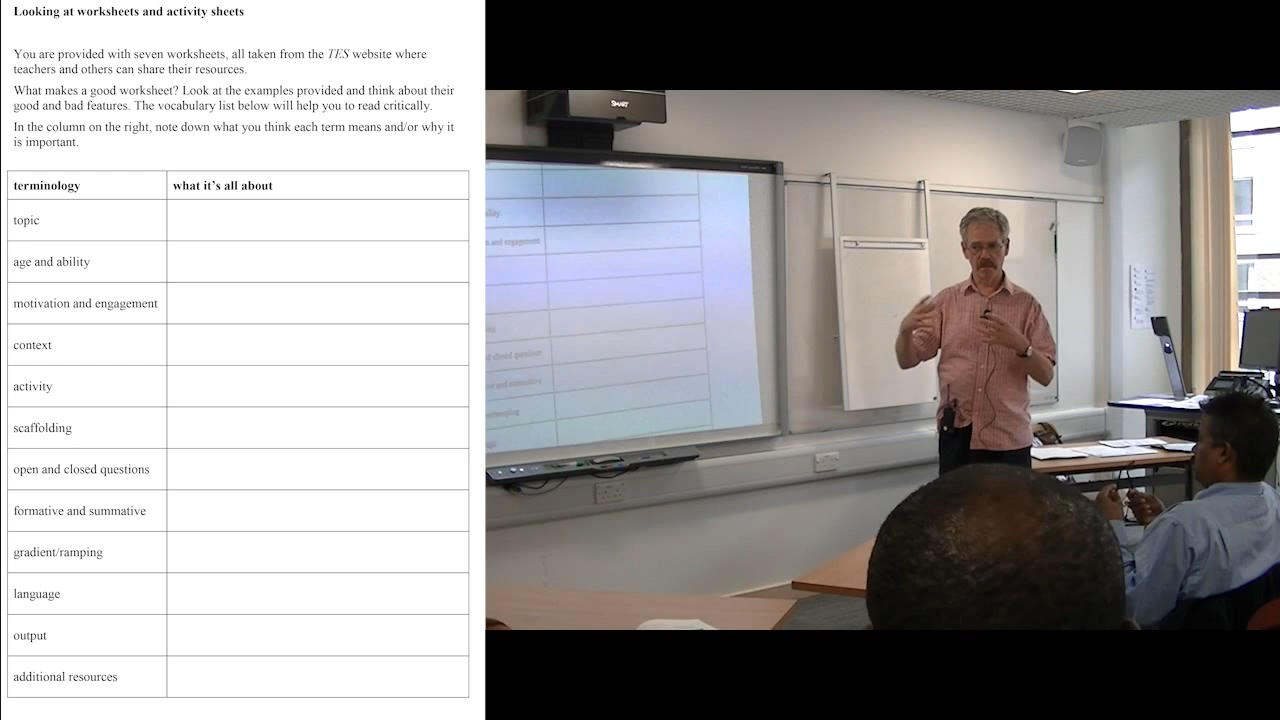 Looking at worksheets and activity sheets
You are provided with seven worksheets, all taken from the TES website where
teachers and others can share their resources.
What makes a good worksheet? Look at the examples provided and think about their
good and bad features. The vocabulary list below will help you to read critically.
In the column on the right, note down what you think each term means and/or why it
is important.
terminology what it's all about
topic
age and ability
motivation and engagement
context
activity
scaffolding
open and closed questions
formative and summative
gradient/ramping
language
output
additional resources
SMART
and engagement
closed questions